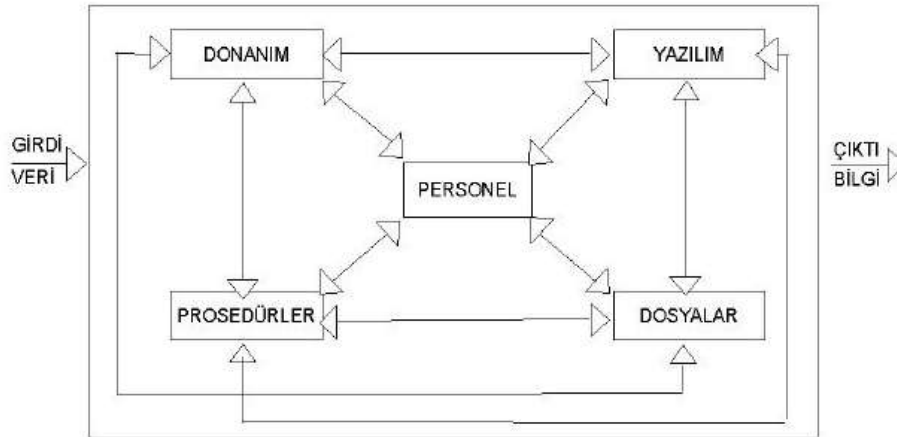 DONANIM
YAZILIM
GİRDİ
VERİ
PERSONEL
ÇIKTI
BİLGİ
PROSEDÜRLER
DOSYALAR